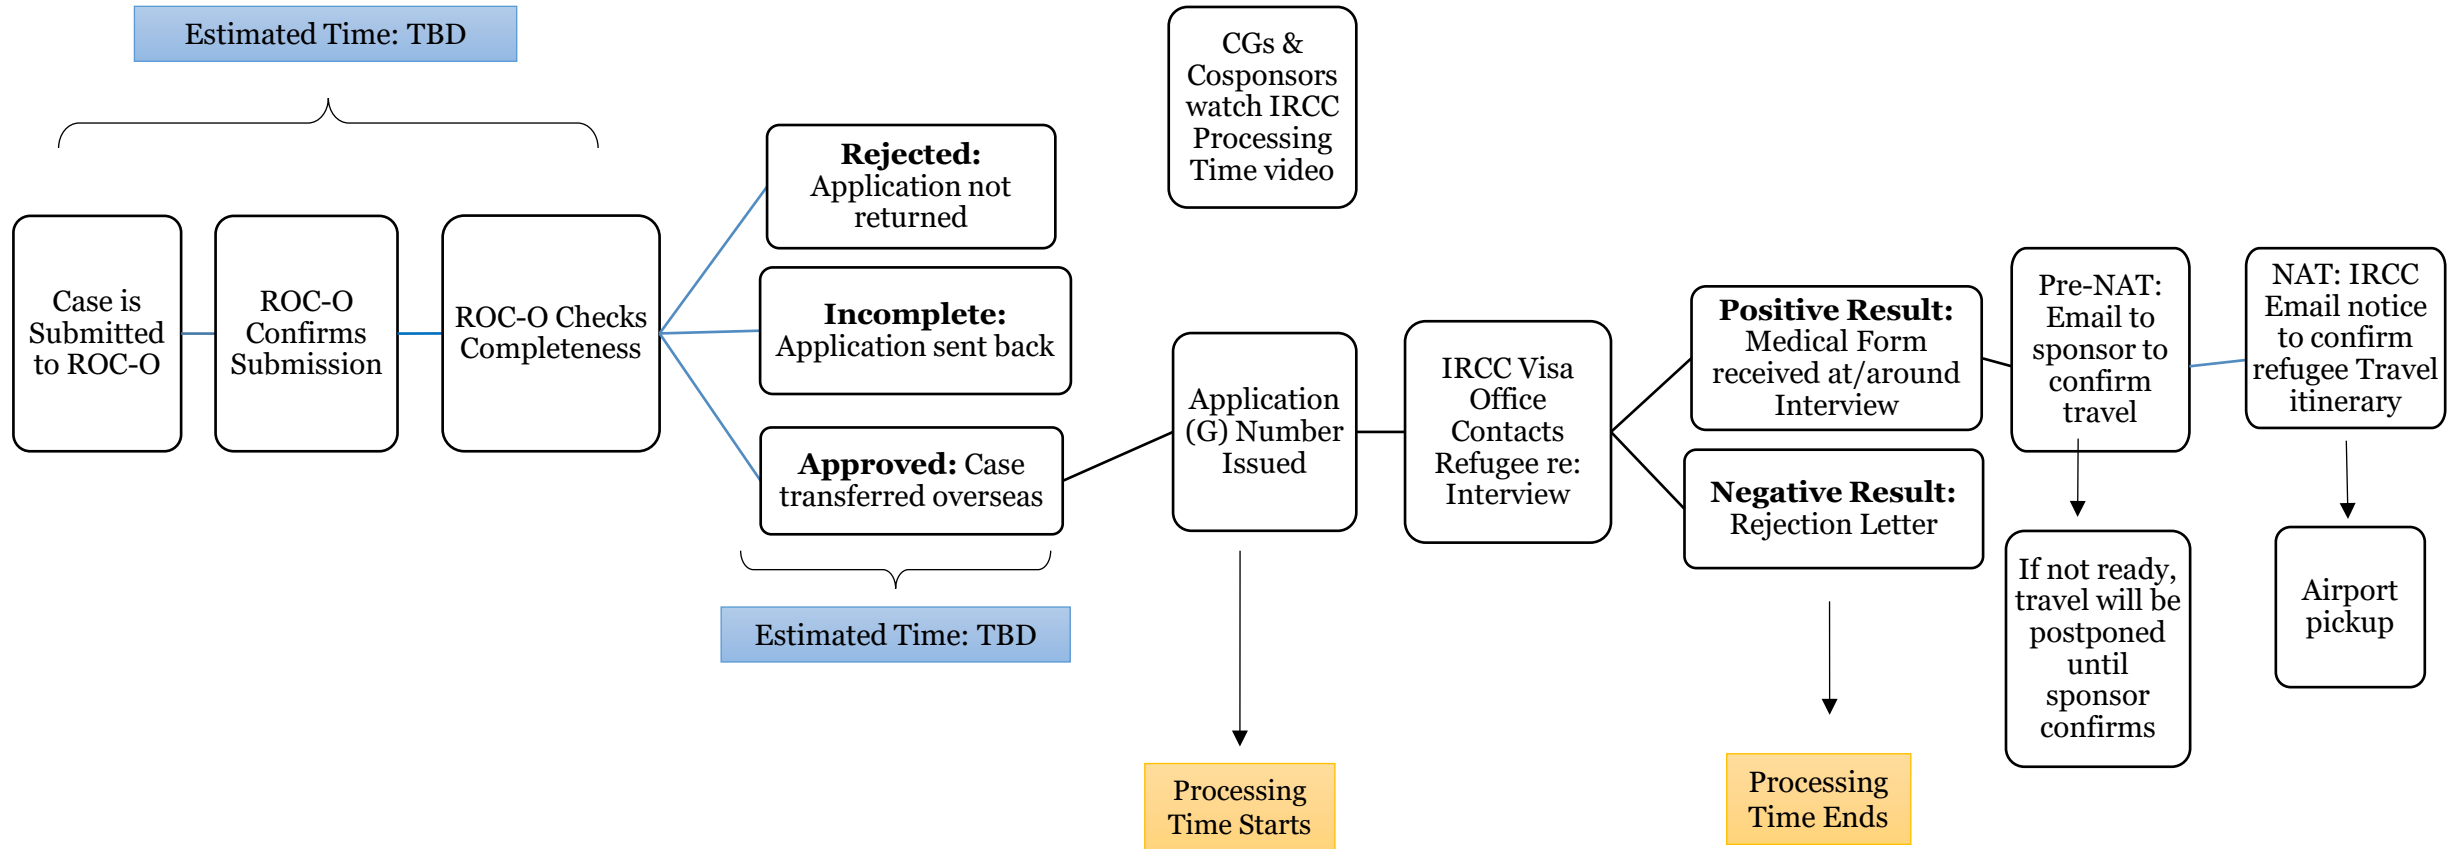 Estimated Time: TBD
CGs &
Cosponsors
watch IRCC
Processing
Time video
Case is
Submitted
to ROC-O
ROC-O
Confirms
Submission
ROC-O Checks
Completeness
Rejected:
Application not
returned
Incomplete:
Application sent back
Approved: Case
transferred overseas
Estimated Time: TBD
Application
(G) Number
Issued
Processing
Time Starts
IRCC Visa
Office
Contacts
Refugee re:
Interview
Positive Result:
Medical Form
received at/around
Interview
Negative Result:
Rejection Letter
Processing
Time Ends
Pre-NAT:
Email to
sponsor to
confirm
travel
If not ready,
travel will be
postponed
until
sponsor
confirms
NAT: IRCC
Email notice
to confirm
refugee Travel
itinerary
Airport
pickup